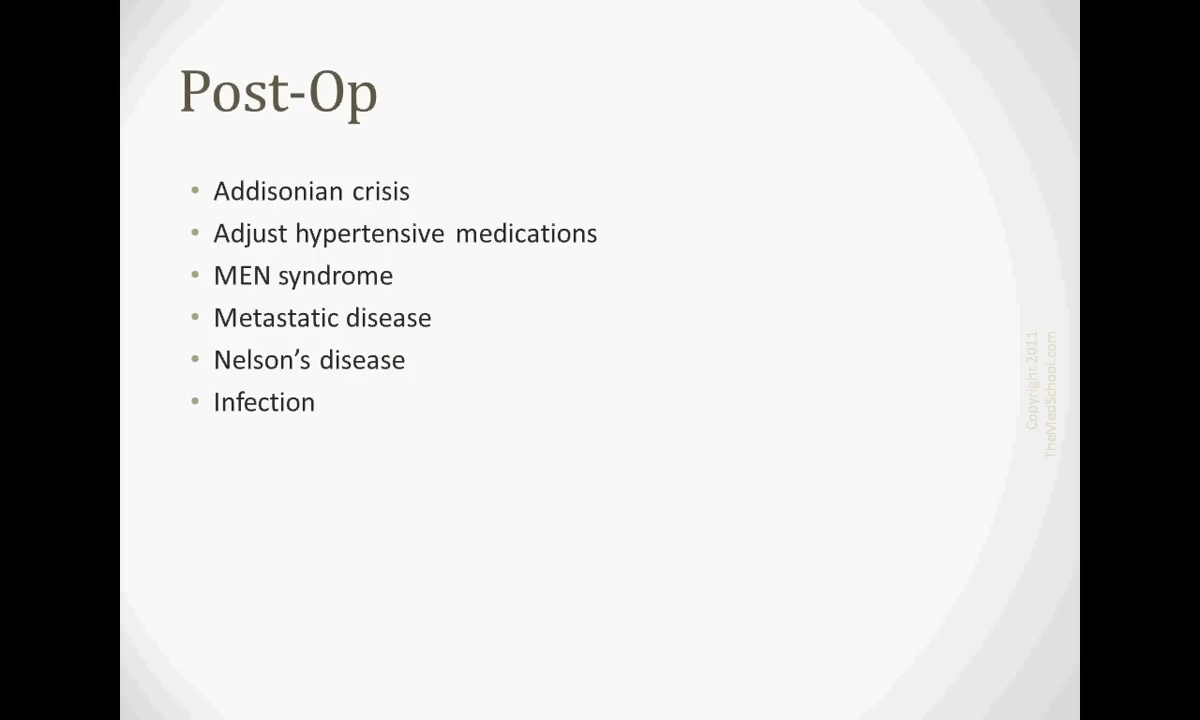 Post-Op
• Addisonian crisis
• Adjust hypertensive medications
• MEN syndrome
• Metastatic disease
• Nelson’s disease
• Infection
Copyright 2011
TheMedSchool.com